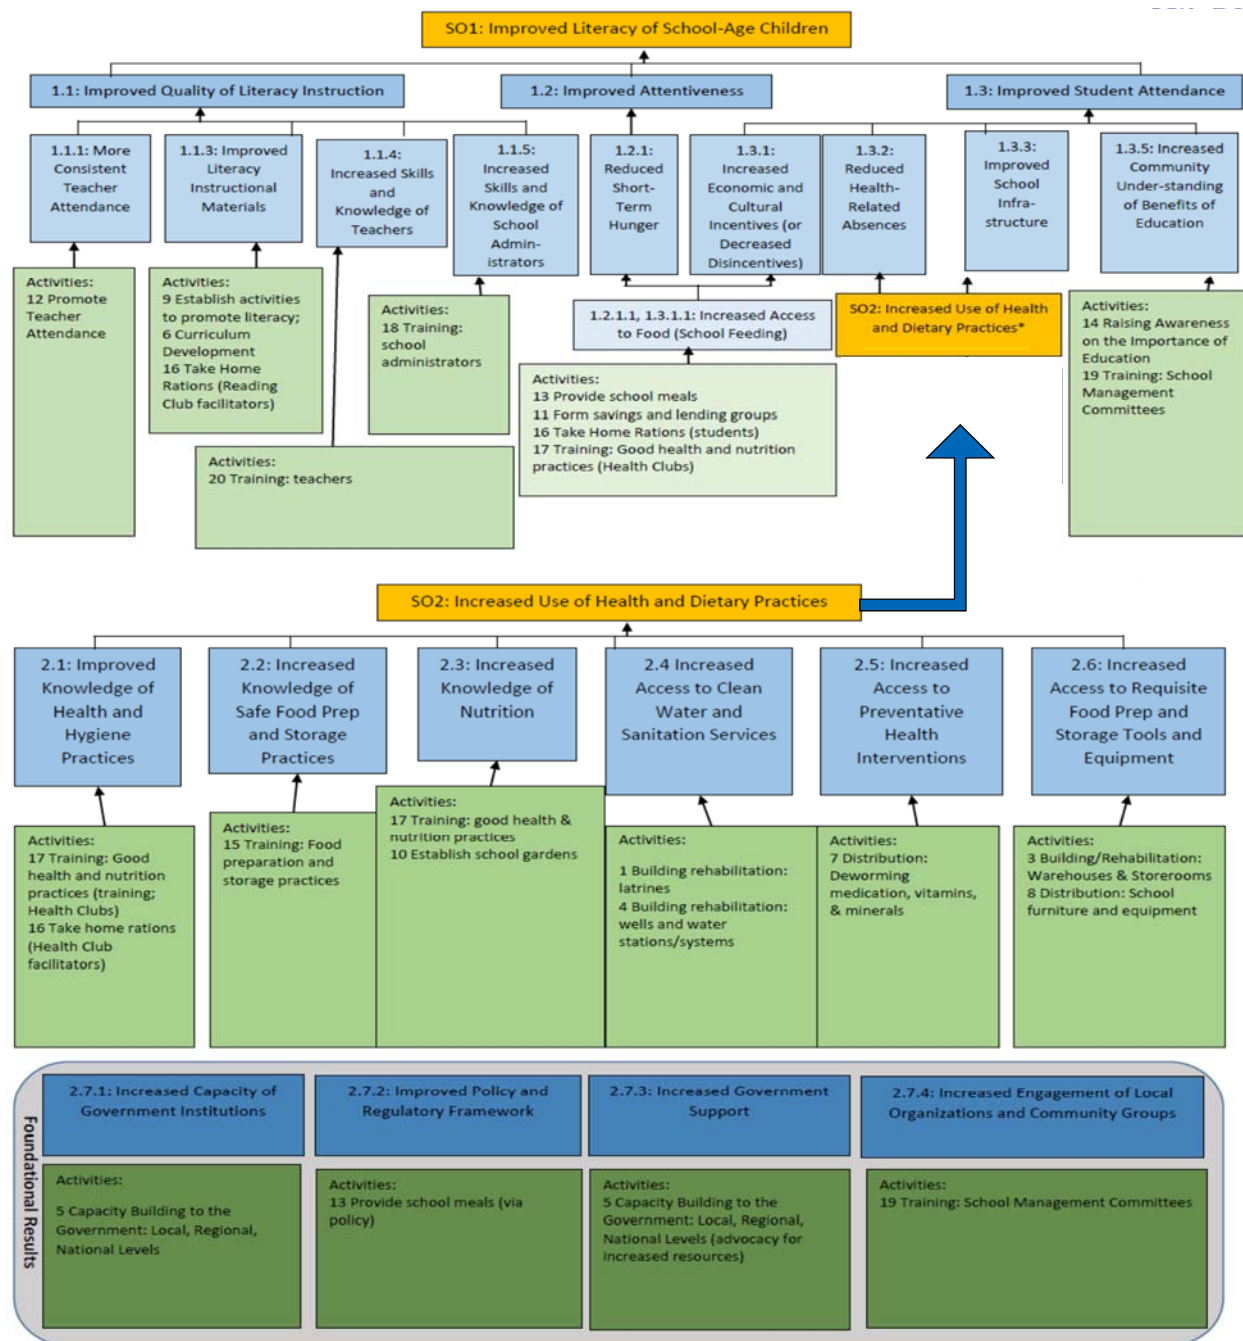 SO1: Improved Literacy of School-Age Children
1.1: Improved Quality of Literacy Instruction
1.2: Improved Attentiveness
1.3: Improved Student Attendance
1.1.1: More
Consistent
Teacher
Attendance
1.1.3: Improved
Literacy
Instructional
Materials
1.1.4:
Increased Skills
and
Knowledge of
Teachers
1.1.5:
Increased
Skills and
Knowledge of
School
Admin-
istrators
1.2.1:
Reduced
Short-
Term
Hunger
1.3.1:
Increased
Economic and
Cultural
Incentives (or
Decreased
Disincentives)
1.3.2:
Reduced
Health-
Related
Absences
1.3.3:
Improved
School
Infra-
structure
1.3.5: Increased
Community
Under-standing
of Benefits of
Education
Activities:
12 Promote
Teacher
Attendance
Activities:
9 Establish activities
to promote literacy;
6 Curriculum
Development
16 Take Home
Rations (Reading
Club facilitators)
Activities:
20 Training: teachers
Activities:
18 Training:
school
administrators
1.2.1.1, 1.3.1.1: Increased Access
to Food (School Feeding)
Activities:
13 Provide school meals
11 Form savings and lending groups
16 Take Home Rations (students)
17 Training: Good health and nutrition
practices (Health Clubs)
SO2: Increased Use of Health
and Dietary Practices*
Activities:
14 Raising Awareness
on the Importance of
Education
19 Training: School
Management
Committees
SO2: Increased Use of Health and Dietary Practices
2.1: Improved
Knowledge of
Health and
Hygiene
Practices
2.2: Increased
Knowledge of
Safe Food Prep
and Storage
Practices
2.3: Increased
Knowledge of
Nutrition
2.4 Increased
Access to Clean
Water and
Sanitation Services
2.5: Increased
Access to
Preventative
Health
Interventions
2.6: Increased
Access to Requisite
Food Prep and
Storage Tools and
Equipment
Activities:
17 Training: Good
health and nutrition
practices (training;
Health Clubs)
16 Take home rations
(Health Club
facilitators)
Activities:
15 Training: Food
preparation and
storage practices
Activities:
17 Training: good health &
nutrition practices
10 Establish school gardens
Activities:
1 Building rehabilitation:
latrines
4 Building rehabilitation:
wells and water
stations/systems
Activities:
7 Distribution:
Deworming
medication, vitamins,
& minerals
Activities:
3 Building/Rehabilitation:
Warehouses & Storerooms
8 Distribution: School
furniture and equipment
Foundational Results
2.7.1: Increased Capacity of
Government Institutions
2.7.2: Improved Policy and
Regulatory Framework
2.7.3: Increased Government
Support
2.7.4: Increased Engagement of Local
Organizations and Community Groups
Activities:
5 Capacity Building to the
Government: Local, Regional,
National Levels
Activities:
13 Provide school meals (via
policy)
Activities:
5 Capacity Building to the
Government: Local, Regional,
National Levels (advocacy for
increased resources)
Activities:
19 Training: School Management Committees